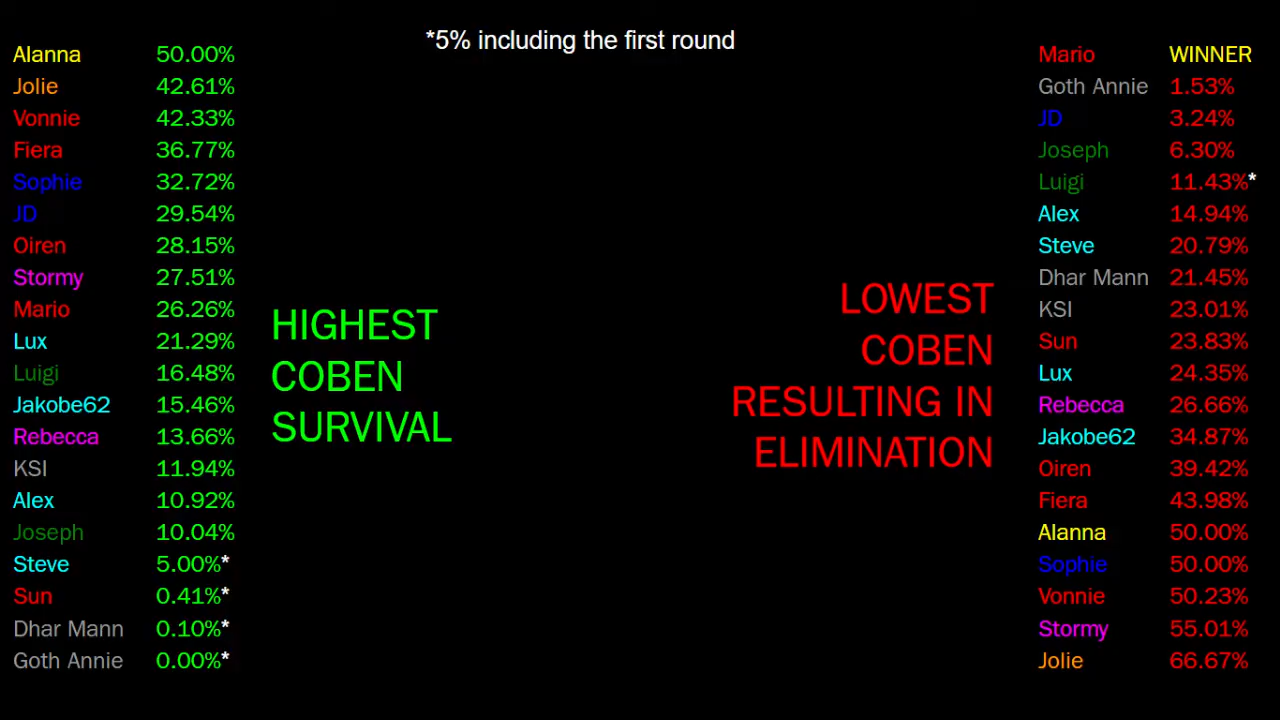 *5% including the first round
Alanna 50.00%
Jolie 42.61%
Vonnie 42.33%
Fiera 36.77%
Sophie 32.72%
JD 29.54%
Oiren 28.15%
Stormy 27.51%
Mario 26.26%
Lux 21.29%
Luigi 16.48%
Jakobe62 15.46%
Rebecca 13.66%
KSI 11.94%
Alex 10.92%
Joseph 10.04%
Steve 5.00%*
Sun 0.41%*
Dhar Mann 0.10%*
Goth Annie 0.00%*
HIGHEST
COBEN
SURVIVAL
LOWEST
COBEN
RESULTING IN
ELIMINATION
Mario WINNER
Goth Annie 1.53%
JD 3.24%
Joseph 6.30%
Luigi 11.43%*
Alex 14.94%
Steve 20.79%
Dhar Mann 21.45%
KSI 23.01%
Sun 23.83%
Lux 24.35%
Rebecca 26.66%
Jakobe62 34.87%
Oiren 39.42%
Fiera 43.98%
Alanna 50.00%
Sophie 50.00%
Vonnie 50.23%
Stormy 55.01%
Jolie 66.67%